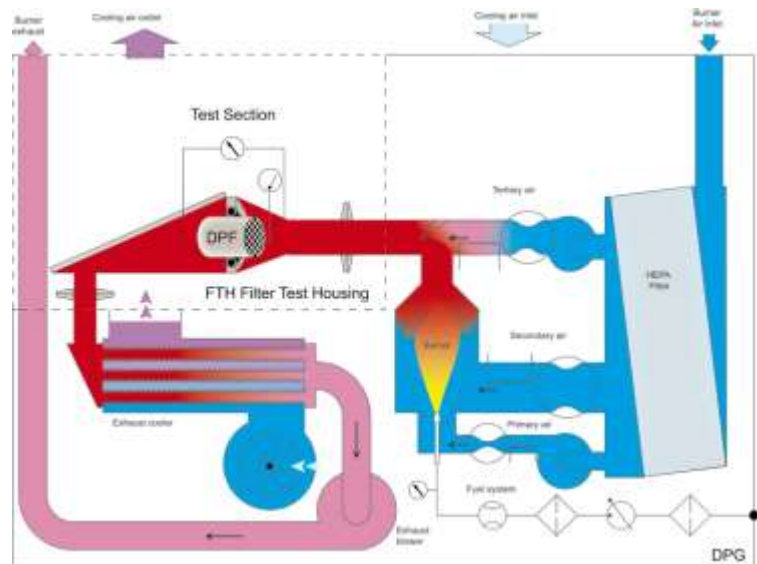 Burner
exhaust
Cooling air outlet
Cooling air inlet
Burner
Air Inlet
Test Section
Tertiary air
DPF
HEPA
Filter
FTH Filter Test Housing
Secondary air
Burner
Exhaust cooler
Primary air
Fuel system
Exhaust
blower
DPG